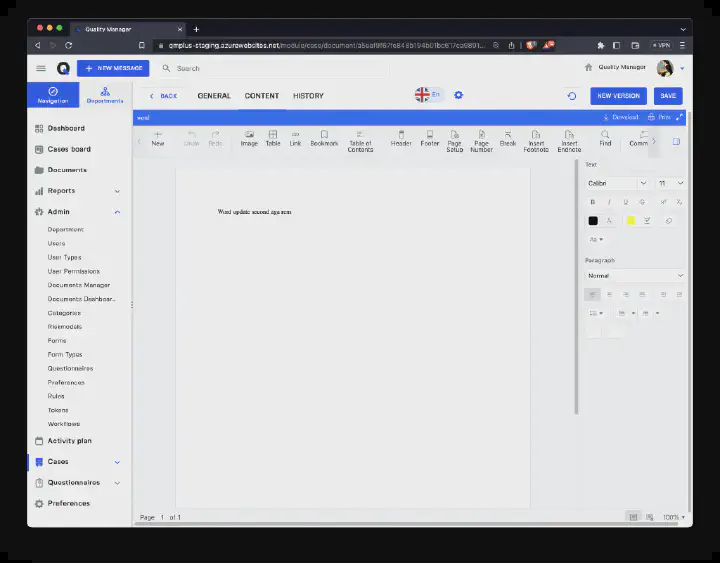 Quality Manager
qmplus-staging.azurewebsites.net/module/case/document/
VPN
NEW MESSAGE
Search
Quality Manager
Navigation
Departments
BACK
GENERAL
CONTENT
HISTORY
En
NEW VERSION
SAVE
word
Download
Print
New
Undo
Redo
Image
Table
Link
Bookmark
Table of Contents
Header
Footer
Page Setup
Page Number
Break
Insert Footnote
Insert Endnote
Find
Comm
Dashboard
Cases board
Documents
Reports
Admin
Department
Users
User Types
User Permissions
Documents Manager
Documents Dashboar...
Categories
Riskmodels
Forms
Form Types
Questionnaires
Preferences
Rules
Tokens
Workflows
Activity plan
Cases
Questionnaires
Preferences
Word update second
Text
Calibri
11
B I U S X² X₂
A
Aa
Paragraph
Normal
Page 1 of 1
100%